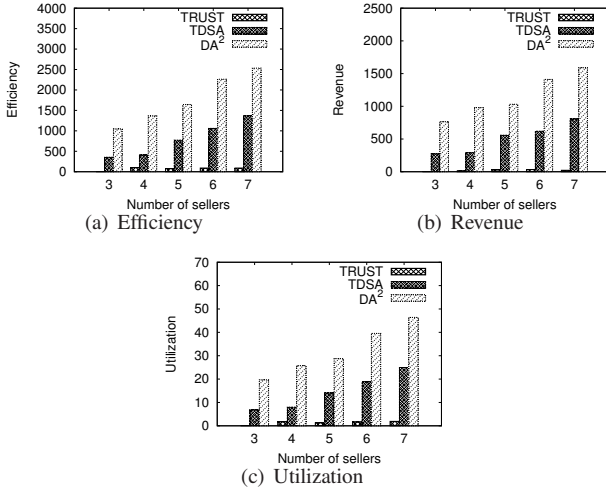 4000
3500
3000
2500
2000
1500
1000
500
0
Efficiency
TRUST
TDSA
DA²
3 4 5 6 7
Number of sellers
(a) Efficiency
2500
2000
1500
1000
500
0
Revenue
TRUST
TDSA
DA²
3 4 5 6 7
Number of sellers
(b) Revenue
70
60
50
40
30
20
10
0
Utilization
TRUST
TDSA
DA²
3 4 5 6 7
Number of sellers
(c) Utilization